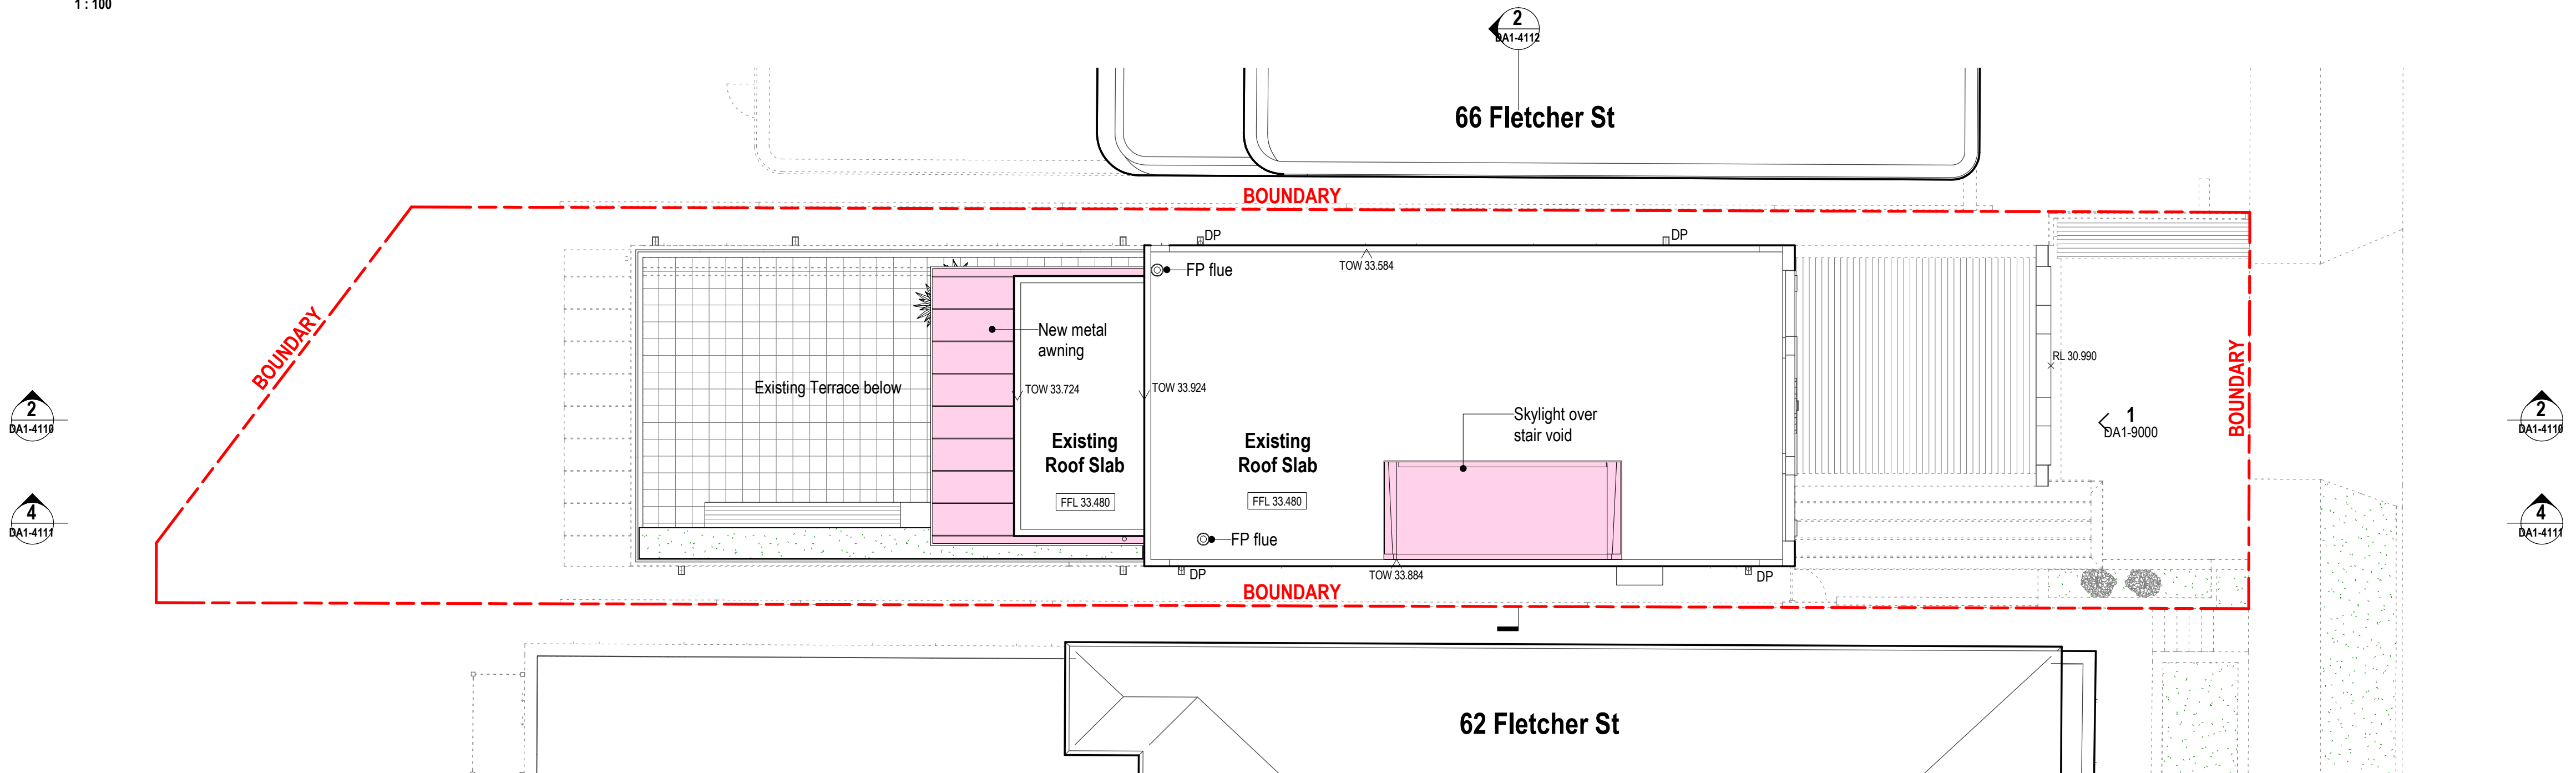 1 : 100
2
DA1-4112
66 Fletcher St
BOUNDARY
DP
DP
FP flue
TOW 33.584
BOUNDARY
New metal
awning
RL 30.990
BOUNDARY
Existing Terrace below
TOW 33.724
TOW 33.924
2
DA1-4110
Skylight over
stair void
1
DA1-9000
2
DA1-4110
Existing
Roof Slab
Existing
Roof Slab
FFL 33.480
FFL 33.480
4
DA1-4111
4
DA1-4111
FP flue
DP
TOW 33.884
DP
BOUNDARY
62 Fletcher St